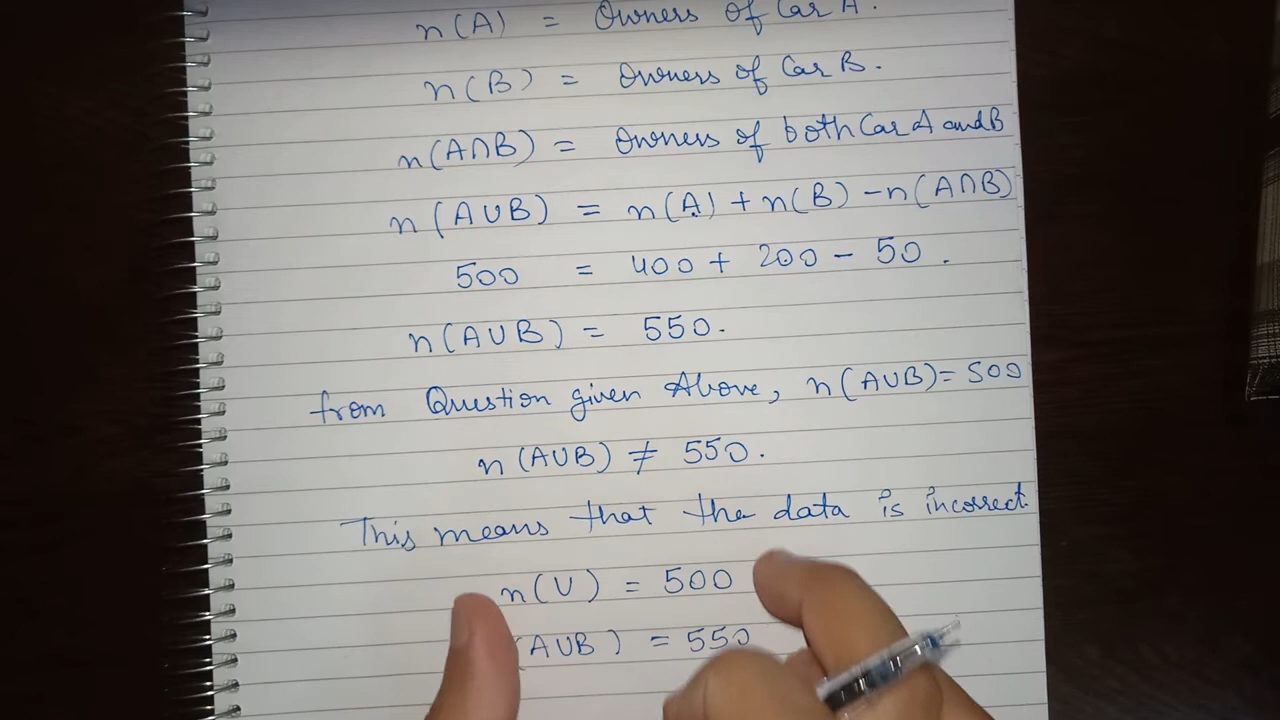 n(A) = Owners of Car A.
n(B) = Owners of Car B.
n(A∩B) = Owners of both Car A and B
n(A∪B) = n(A) + n(B) - n(A∩B)
500 = 400 + 200 - 50.
n(A∪B) = 550.
from Question given Above, n(A∪B) = 500
n(A∪B) ≠ 550.
This means that the data is incorrect.
n(U) = 500
(A∪B) = 550